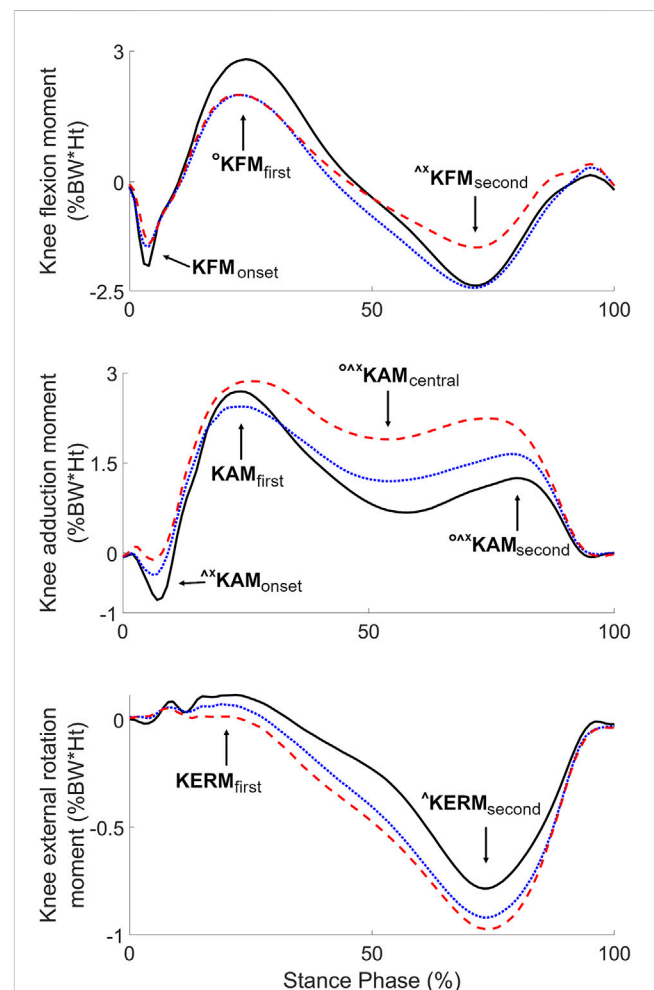 Knee flexion moment
(%BW*Ht)
3
0
-2.5
0
50
100
°KFMfirst
^xKFMsecond
KFMonset
Knee adduction moment
(%BW*Ht)
3
1.5
0
-1
0
50
100
°^xKAMcentral
KAMfirst
°^xKAMsecond
^xKAMonset
Knee external rotation
moment (%BW*Ht)
0
-0.5
-1
0
50
100
KERMfirst
^KERMsecond
Stance Phase (%)